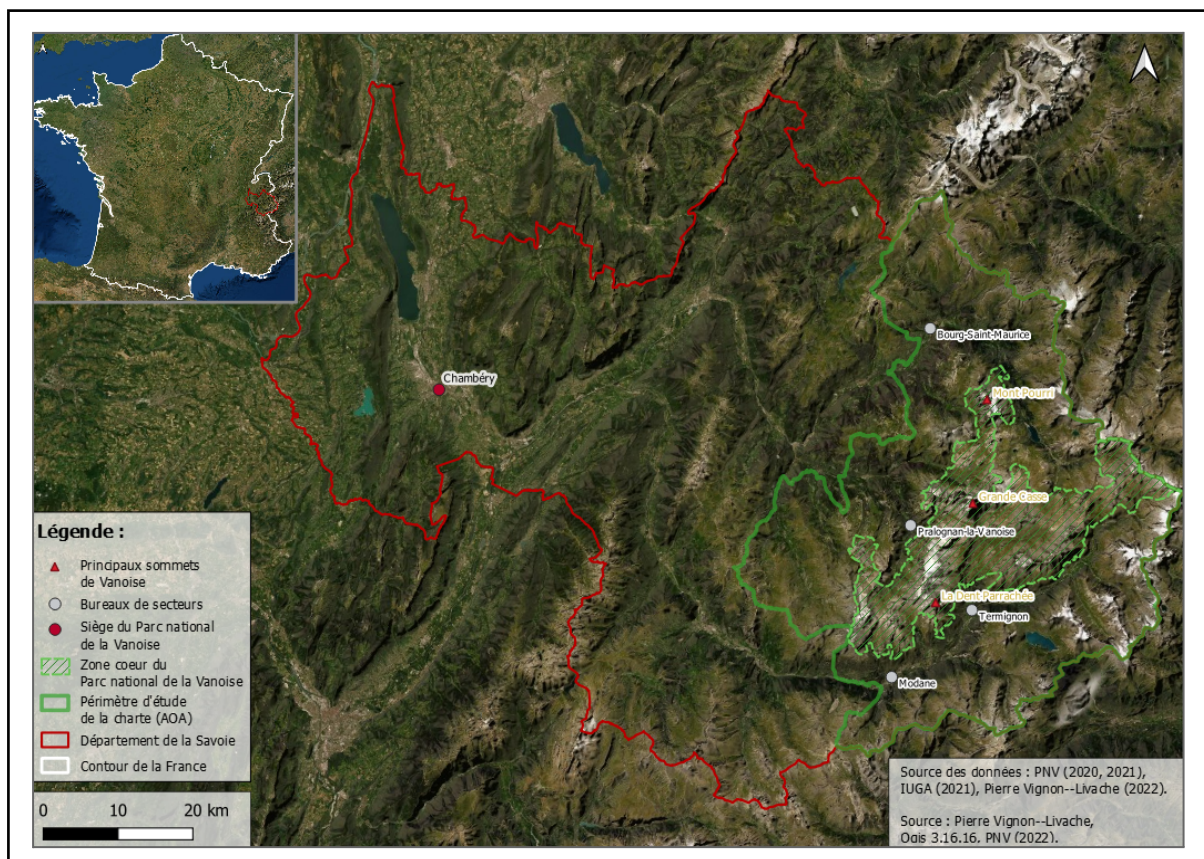 Bourg-Saint-Maurice
Chambéry
Mont Pourri
Grande Casse
Pralognan-la-Vanoise
La Dent Parrachée
Termignon
Modane
Légende :
Principaux sommets
de Vanoise
Bureaux de secteurs
Siège du Parc national
de la Vanoise
Zone coeur du
Parc national de la Vanoise
Périmètre d'étude
de la charte (AOA)
Département de la Savoie
Contour de la France
0 10 20 km
Source des données : PNV (2020, 2021),
IUGA (2021), Pierre Vignon--Livache (2022).
Source : Pierre Vignon--Livache,
Qgis 3.16.16. PNV (2022).